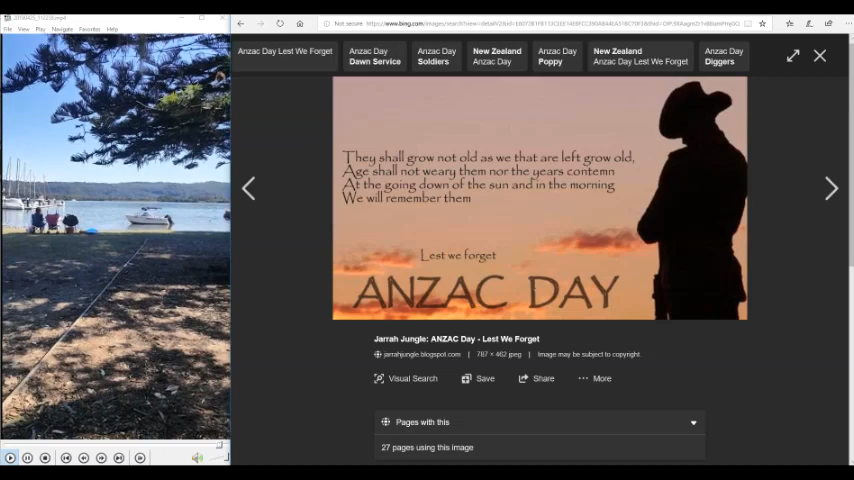 20190425_112238.mp4
File View Play Navigate Favorites Help
Not secure
Anzac Day Lest We Forget
Anzac Day
Dawn Service
Anzac Day
Soldiers
New Zealand
Anzac Day
Anzac Day
Poppy
New Zealand
Anzac Day Lest We Forget
Anzac Day
Diggers
They shall grow not old as we that are left grow old,
Age shall not weary them nor the years contemn
At the going down of the sun and in the morning
We will remember them
Lest we forget
ANZAC DAY
Jarrah Jungle: ANZAC Day - Lest We Forget
jarrahjungle.blogspot.com | 787 × 462 jpeg | Image may be subject to copyright.
Visual Search Save Share ··· More
Pages with this
27 pages using this image